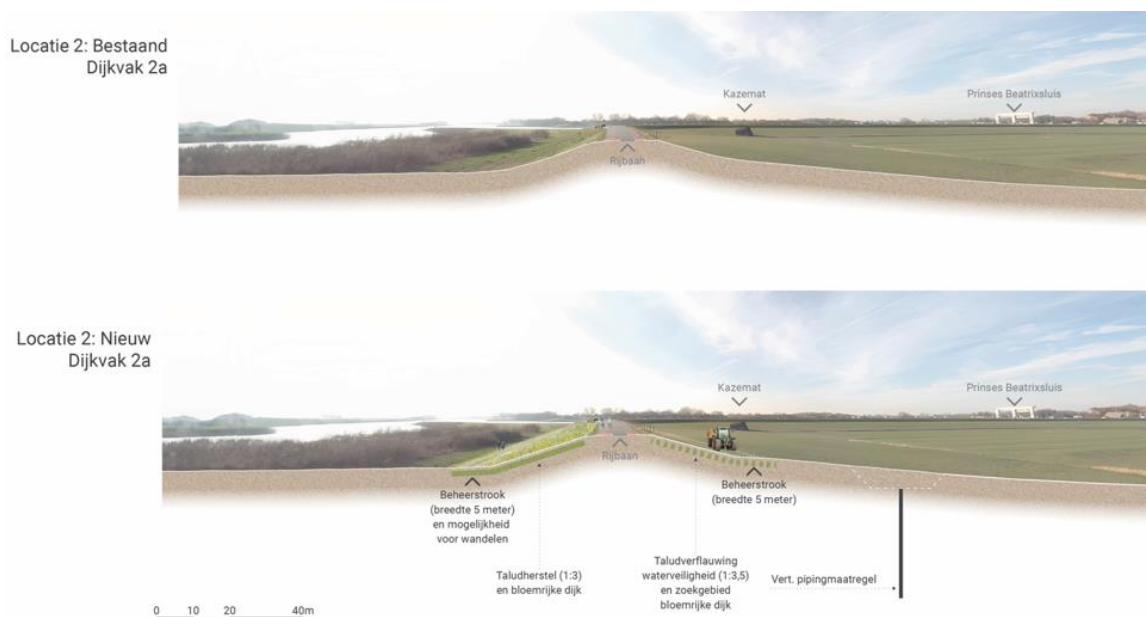 Locatie 2: Bestaand
Dijkvak 2a
Kazemat
Prinses Beatrixsluis
Rijbaan
Locatie 2: Nieuw
Dijkvak 2a
Kazemat
Prinses Beatrixsluis
Rijbaan
Beheerstrook
(breedte 5 meter)
en mogelijkheid
voor wandelen
Beheerstrook
(breedte 5 meter)
Taludherstel (1:3)
en bloemrijke dijk
Taludverflauwing
waterveiligheid (1:3,5)
en zoekgebied
bloemrijke dijk
Vert. pipingmaatregel
0 10 20 40m